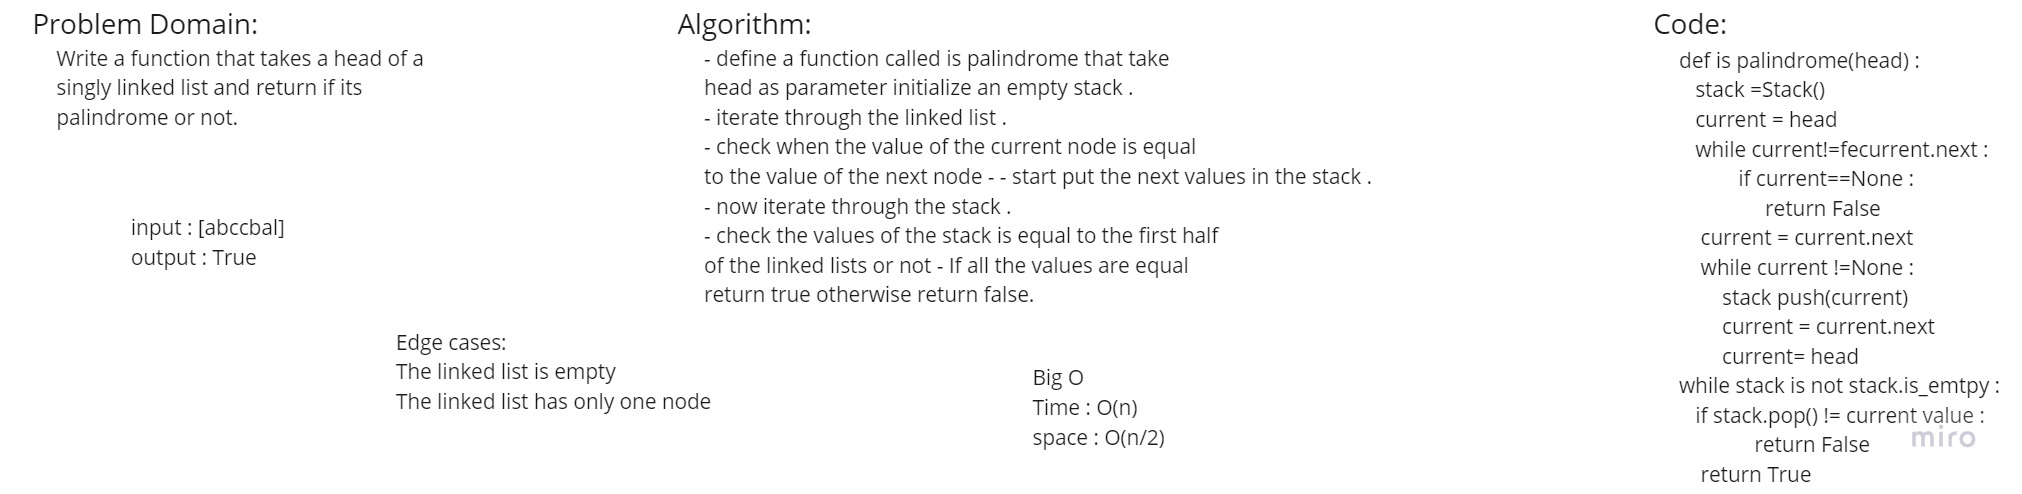 Problem Domain:
Write a function that takes a head of a
singly linked list and return if its
palindrome or not.
input : [abccbal]
output : True
Edge cases:
The linked list is empty
The linked list has only one node
Algorithm:
- define a function called is palindrome that take
head as parameter initialize an empty stack .
- iterate through the linked list .
- check when the value of the current node is equal
to the value of the next node - - start put the next values in the stack .
- now iterate through the stack .
- check the values of the stack is equal to the first half
of the linked lists or not - If all the values are equal
return true otherwise return false.
Big O
Time : O(n)
space : O(n/2)
Code:
def is palindrome(head) :
stack =Stack()
current = head
while current!=fecurrent.next :
if current==None :
return False
current = current.next
while current !=None :
stack push(current)
current = current.next
current= head
while stack is not stack.is_emtpy :
if stack.pop() != current value :
return False
return True
miro